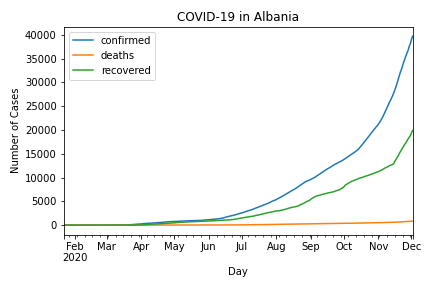 COVID-19 in Albania
confirmed
deaths
recovered
Number of Cases
40000
35000
30000
25000
20000
15000
10000
5000
0
Feb Mar Apr May Jun Jul Aug Sep Oct Nov Dec
2020
Day